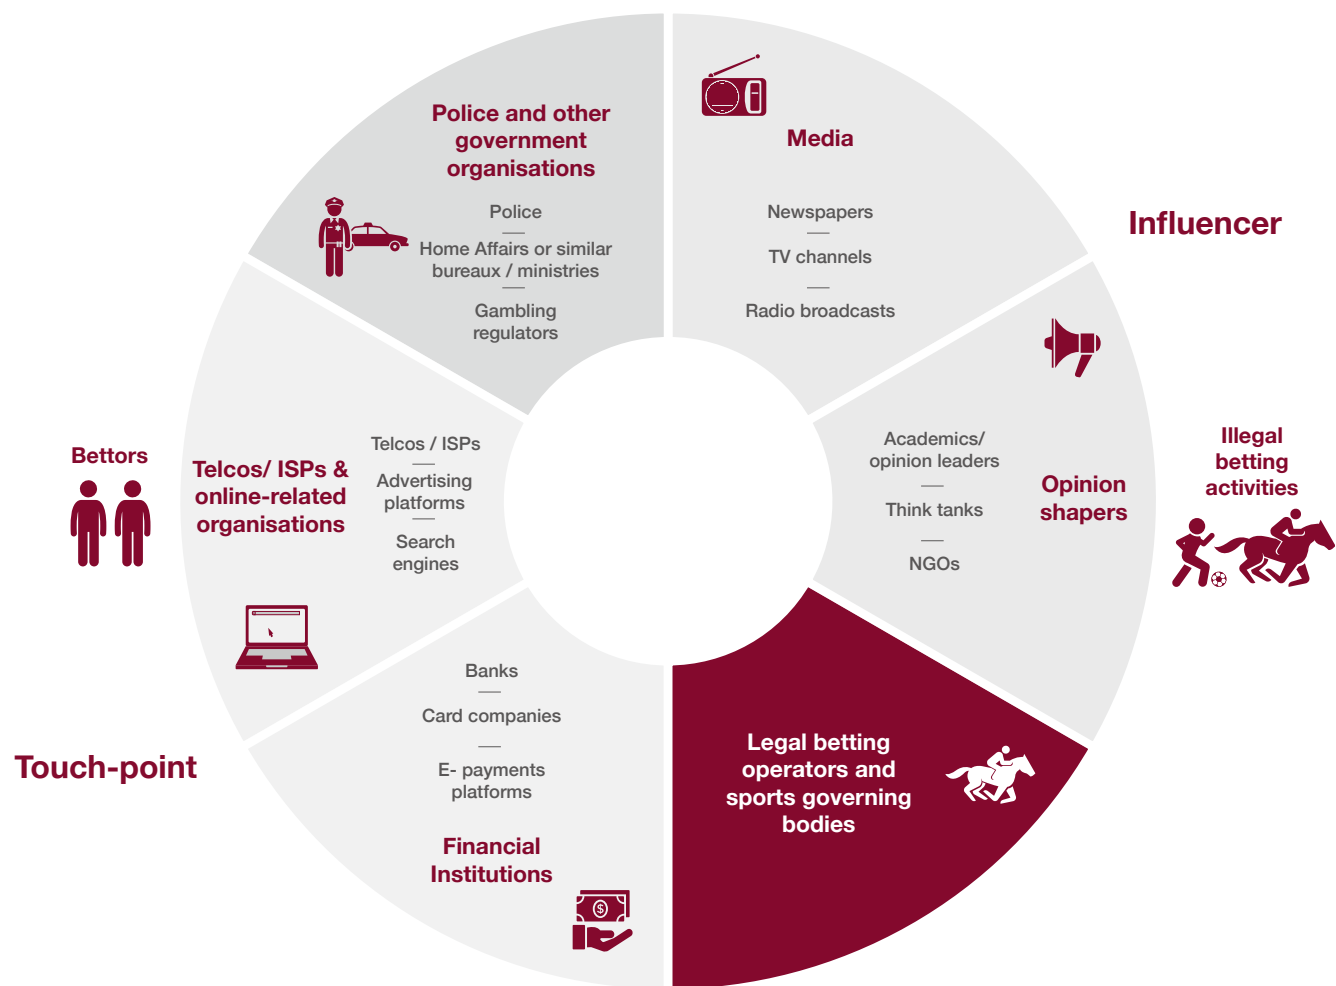 Police and other
government
organisations
Police
Home Affairs or similar
bureaux / ministries
Gambling
regulators
Media
Newspapers
TV channels
Radio broadcasts
Influencer
Bettors
Telcos/ ISPs &
online-related
organisations
Telcos / ISPs
Advertising
platforms
Search
engines
Academics/
opinion leaders
Think tanks
NGOs
Opinion
shapers
Illegal
betting
activities
Touch-point
Banks
Card companies
E- payments
platforms
Financial
Institutions
$
Legal betting
operators and
sports governing
bodies